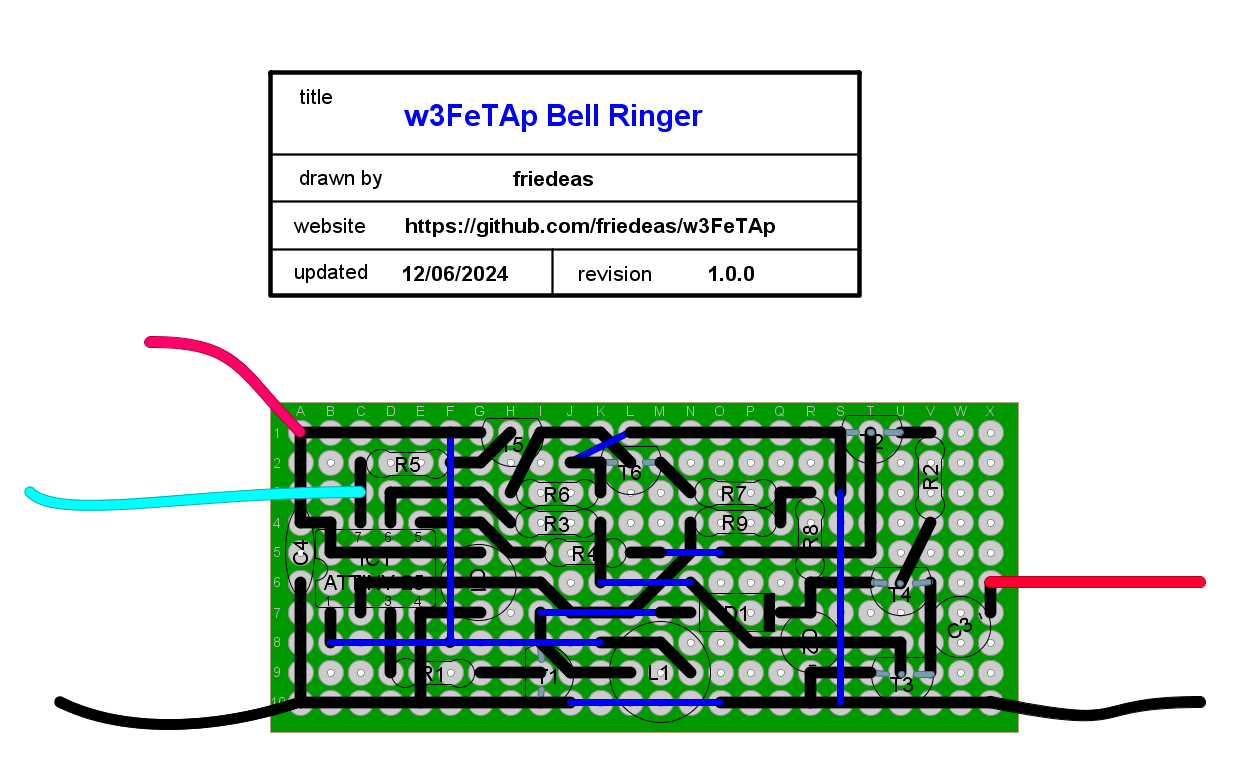 title
w3FeTAp Bell Ringer
drawn by friedeas
website https://github.com/friedeas/w3FeTAp
updated 12/06/2024 revision 1.0.0
A B C D E F G H I J K L M N O P Q R S T U V W X
1 T5 T2
2 R5 T6 R2
3 R6 R7
4 R3 R9
7 6 5
5 C4 IC1 R4 R8
6 T4
1 3 4
7 D1 C3
8
9 R1 T1 L1 T3
10